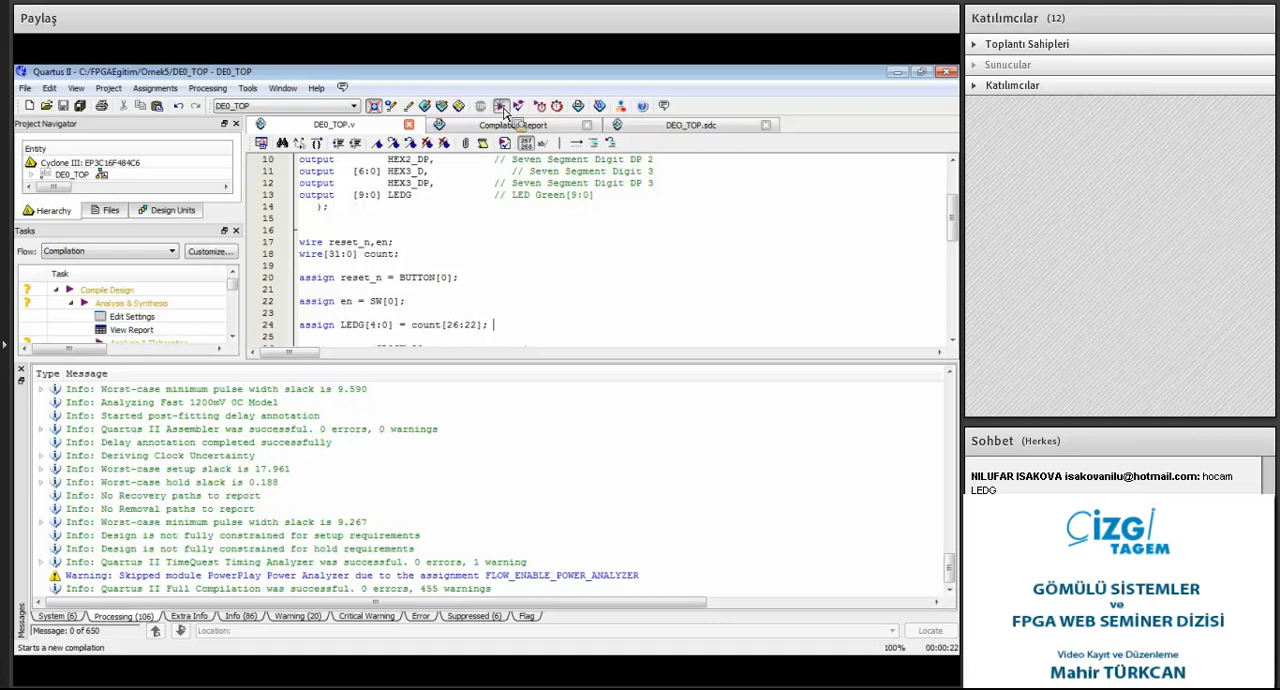 Paylaş
Quartus II - C:/FPGAEgitim/Ornek5/DE0_TOP - DE0_TOP
File Edit View Project Assignments Processing Tools Window Help
DE0_TOP
Project Navigator
Entity
Cyclone III: EP3C16F484C6
DE0_TOP
Hierarchy Files Design Units
Tasks
Flow: Compilation Customize...
Task
Compile Design
Analysis & Synthesis
Edit Settings
View Report
DE0_TOP.v Compilation Report DE0_TOP.sdc
10 output HEX2_DP, // Seven Segment Digit DP 2
11 output [6:0] HEX3_D, // Seven Segment Digit 3
12 output HEX3_DP, // Seven Segment Digit DP 3
13 output [9:0] LEDG // LED Green[9:0]
14 );
15
16
17 wire reset_n,en;
18 wire[31:0] count;
19
20 assign reset_n = BUTTON[0];
21
22 assign en = SW[0];
23
24 assign LEDG[4:0] = count[26:22];
25
Type Message
Info: Worst-case minimum pulse width slack is 9.590
Info: Analyzing Fast 1200mV 0C Model
Info: Started post-fitting delay annotation
Info: Quartus II Assembler was successful. 0 errors, 0 warnings
Info: Delay annotation completed successfully
Info: Deriving Clock Uncertainty
Info: Worst-case setup slack is 17.961
Info: Worst-case hold slack is 0.188
Info: No Recovery paths to report
Info: No Removal paths to report
Info: Worst-case minimum pulse width slack is 9.267
Info: Design is not fully constrained for setup requirements
Info: Design is not fully constrained for hold requirements
Info: Quartus II TimeQuest Timing Analyzer was successful. 0 errors, 1 warning
Warning: Skipped module PowerPlay Power Analyzer due to the assignment FLOW_ENABLE_POWER_ANALYZER
Info: Quartus II Full Compilation was successful. 0 errors, 455 warnings
System (6) Processing (106) Extra Info Info (86) Warning (20) Critical Warning Error Suppressed (6) Flag
Messages
Message: 0 of 650 Location: Locate
Starts a new compilation 100% 00:00:22
Katılımcılar (12)
Toplantı Sahipleri
Sunucular
Katılımcılar
Sohbet (Herkes)
NILUFAR ISAKOVA isakovanilu@hotmail.com: hocam
LEDG
ÇİZGİ
TAGEM
GÖMÜLÜ SİSTEMLER
ve
FPGA WEB SEMİNER DİZİSİ
Video Kayıt ve Düzenleme
Mahir TÜRKCAN